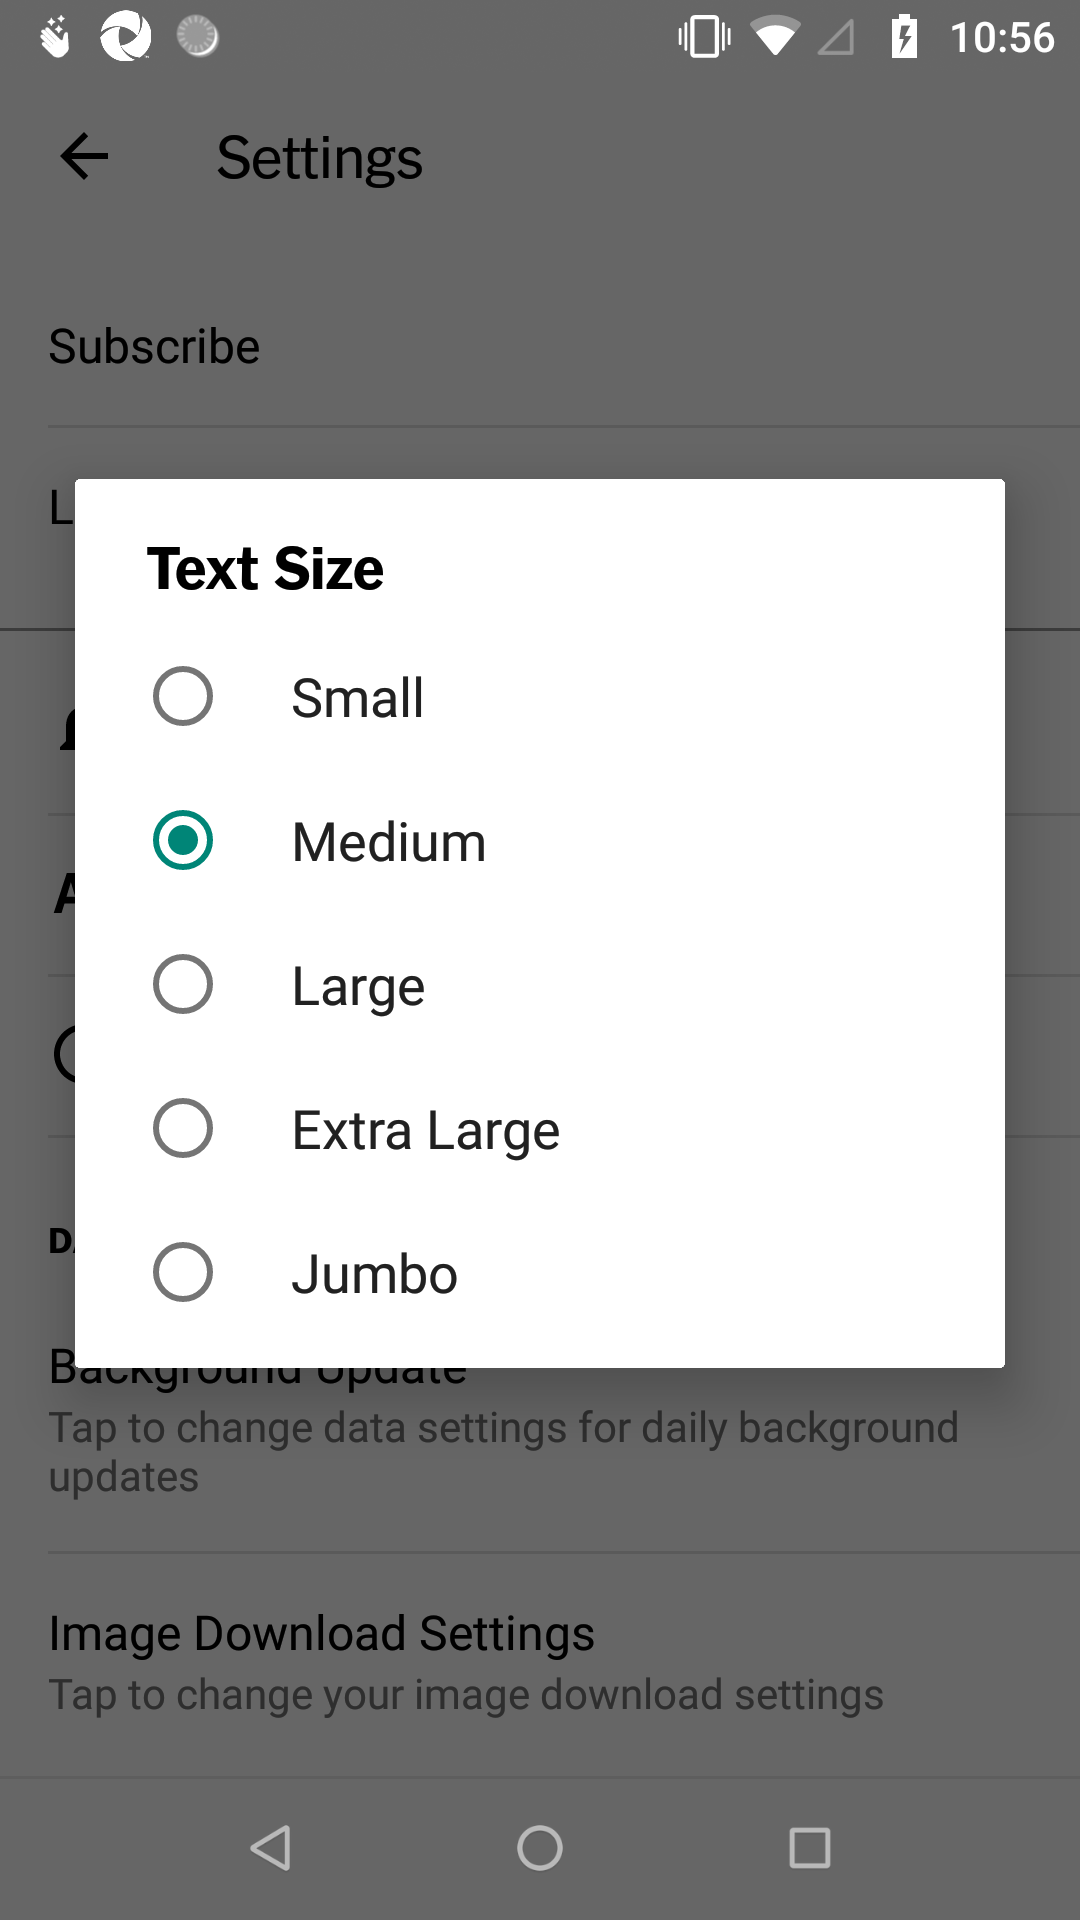 10:56
Settings
Subscribe
L
Text Size
Small
Medium
Large
Extra Large
Jumbo
Background Update
Tap to change data settings for daily background
updates
Image Download Settings
Tap to change your image download settings